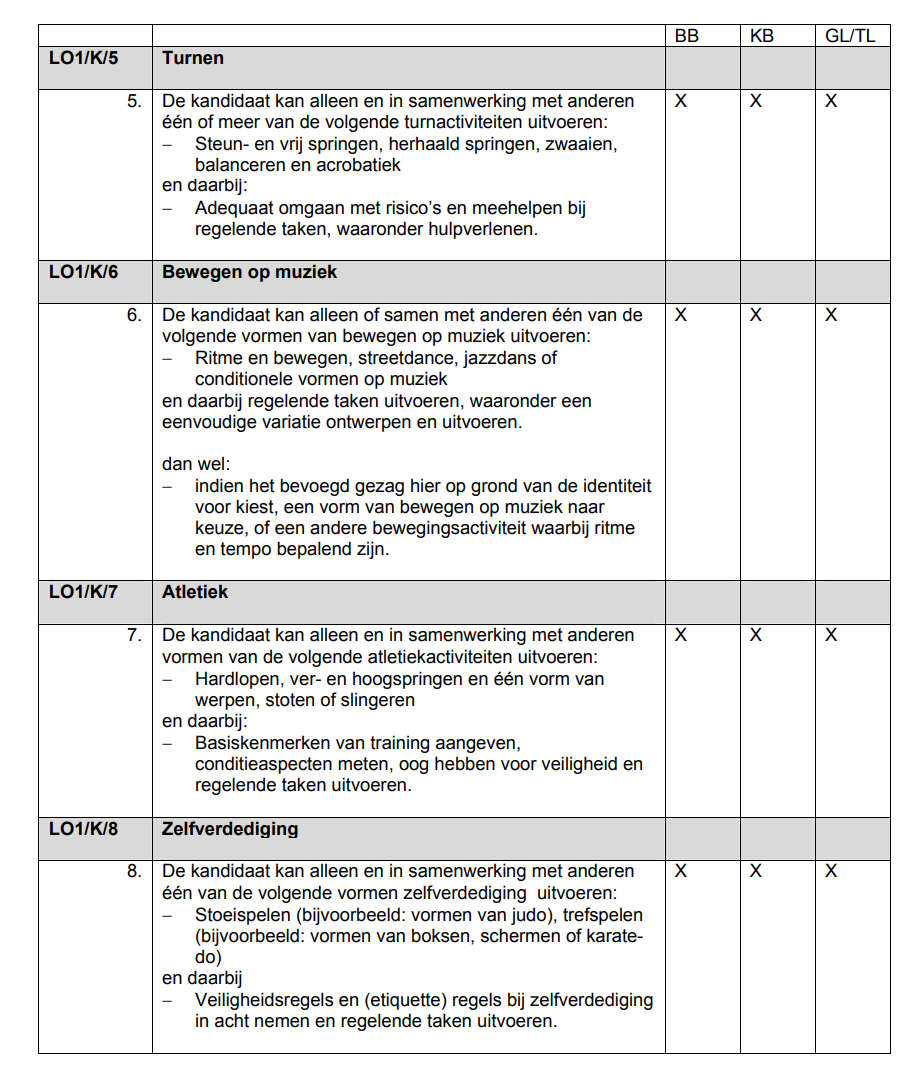 BB KB GL/TL
LO1/K/5 Turnen
5. De kandidaat kan alleen en in samenwerking met anderen X X X
één of meer van de volgende turnactiviteiten uitvoeren:
– Steun- en vrij springen, herhaald springen, zwaaien,
balanceren en acrobatiek
en daarbij:
– Adequaat omgaan met risico’s en meehelpen bij
regelende taken, waaronder hulpverlenen.
LO1/K/6 Bewegen op muziek
6. De kandidaat kan alleen of samen met anderen één van de X X X
volgende vormen van bewegen op muziek uitvoeren:
– Ritme en bewegen, streetdance, jazzdans of
conditionele vormen op muziek
en daarbij regelende taken uitvoeren, waaronder een
eenvoudige variatie ontwerpen en uitvoeren.
dan wel:
– indien het bevoegd gezag hier op grond van de identiteit
voor kiest, een vorm van bewegen op muziek naar
keuze, of een andere bewegingsactiviteit waarbij ritme
en tempo bepalend zijn.
LO1/K/7 Atletiek
7. De kandidaat kan alleen en in samenwerking met anderen X X X
vormen van de volgende atletiekactiviteiten uitvoeren:
– Hardlopen, ver- en hoogspringen en één vorm van
werpen, stoten of slingeren
en daarbij:
– Basiskenmerken van training aangeven,
conditieaspecten meten, oog hebben voor veiligheid en
regelende taken uitvoeren.
LO1/K/8 Zelfverdediging
8. De kandidaat kan alleen en in samenwerking met anderen X X X
één van de volgende vormen zelfverdediging uitvoeren:
– Stoeispelen (bijvoorbeeld: vormen van judo), trefspelen
(bijvoorbeeld: vormen van boksen, schermen of karate-
do)
en daarbij
– Veiligheidsregels en (etiquette) regels bij zelfverdediging
in acht nemen en regelende taken uitvoeren.